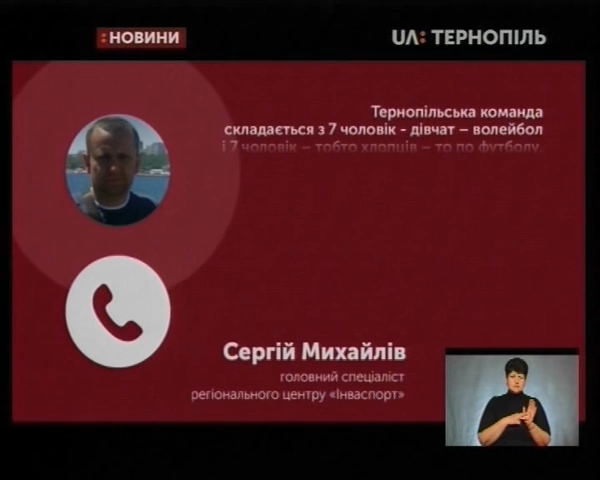 :НОВИНИ
UA: ТЕРНОПІЛЬ
Тернопільська команда
складається з 7 чоловік - дівчат – волейбол
і 7 чоловік – тобто хлопців – то по футболу.
Сергій Михайлів
головний спеціаліст
регіонального центру «Інваспорт»